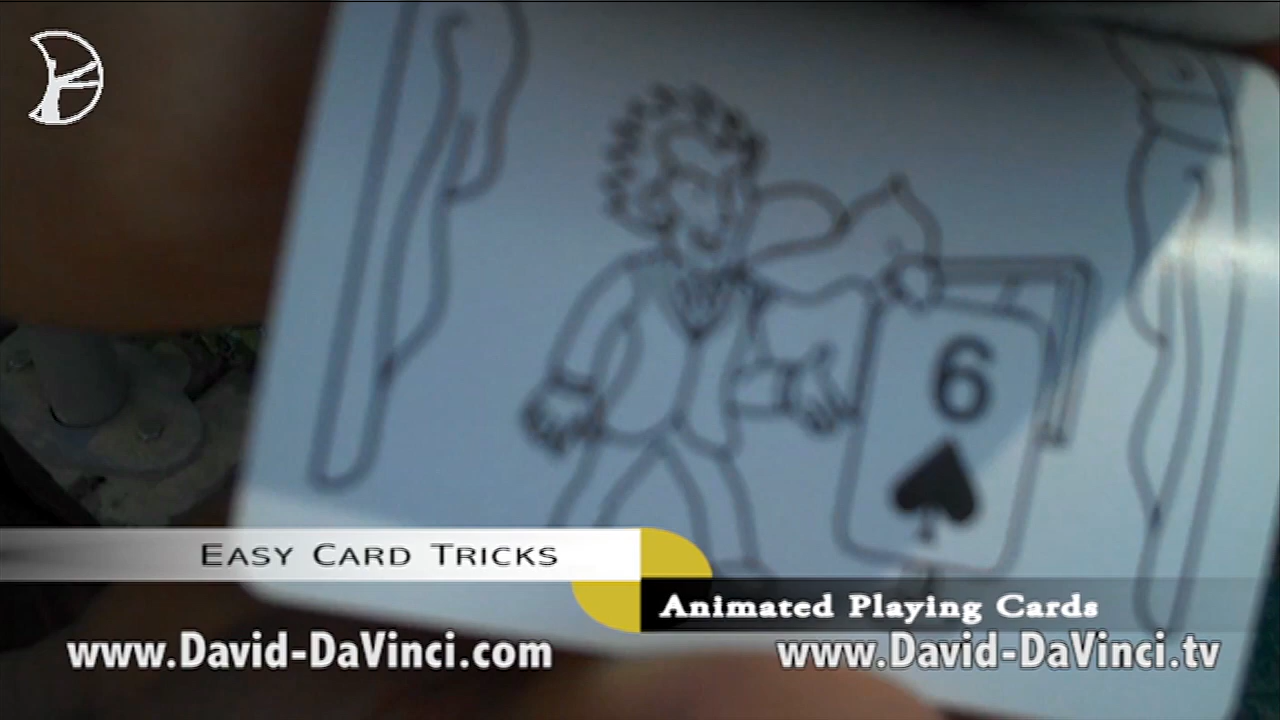 6
Easy Card Tricks
Animated Playing Cards
www.David-DaVinci.com
www.David-DaVinci.tv